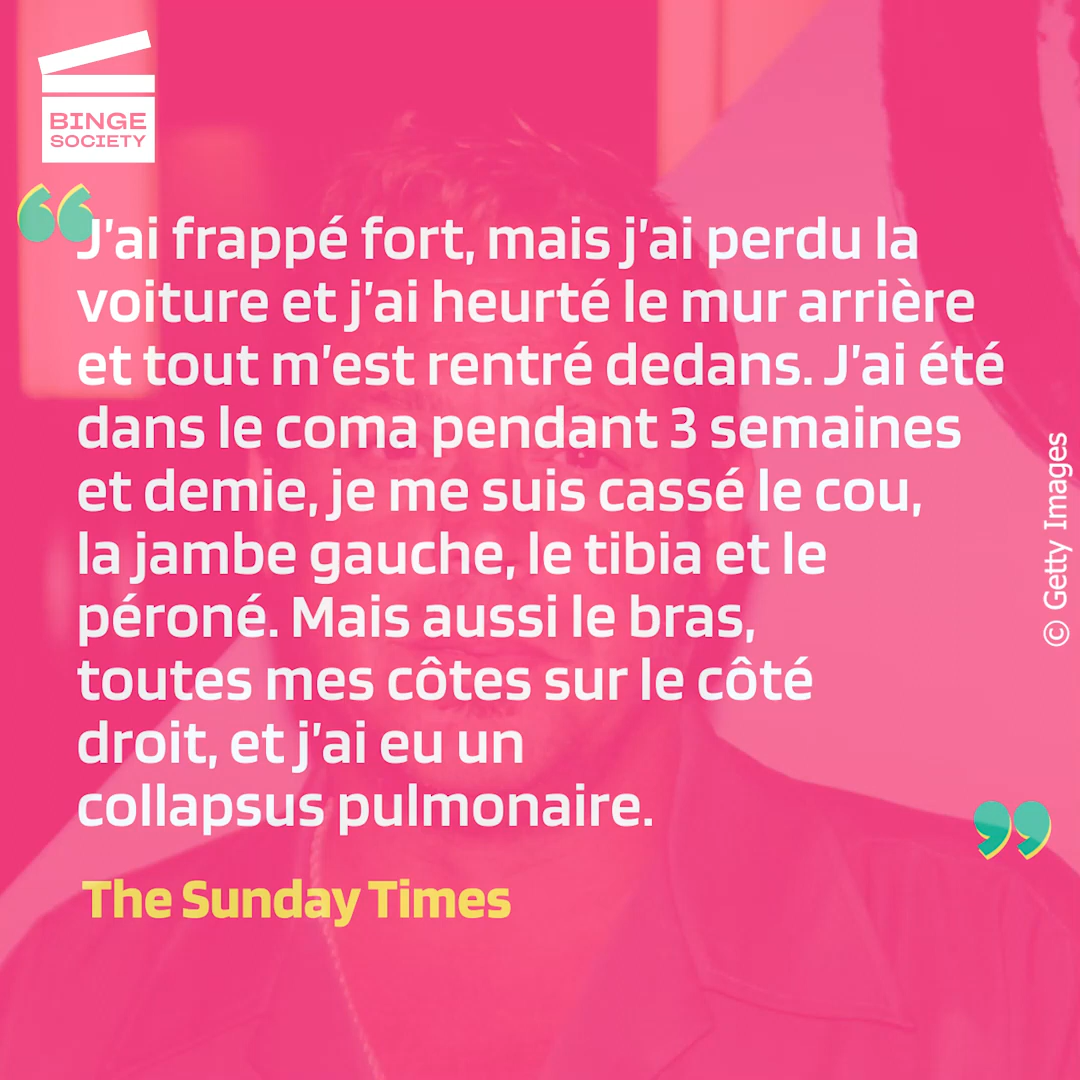 BINGE
SOCIETY
“J’ai frappé fort, mais j’ai perdu la
voiture et j’ai heurté le mur arrière
et tout m’est rentré dedans. J’ai été
dans le coma pendant 3 semaines
et demie, je me suis cassé le cou,
la jambe gauche, le tibia et le
péroné. Mais aussi le bras,
toutes mes côtes sur le côté
droit, et j’ai eu un
collapsus pulmonaire.”
The Sunday Times
© Getty Images